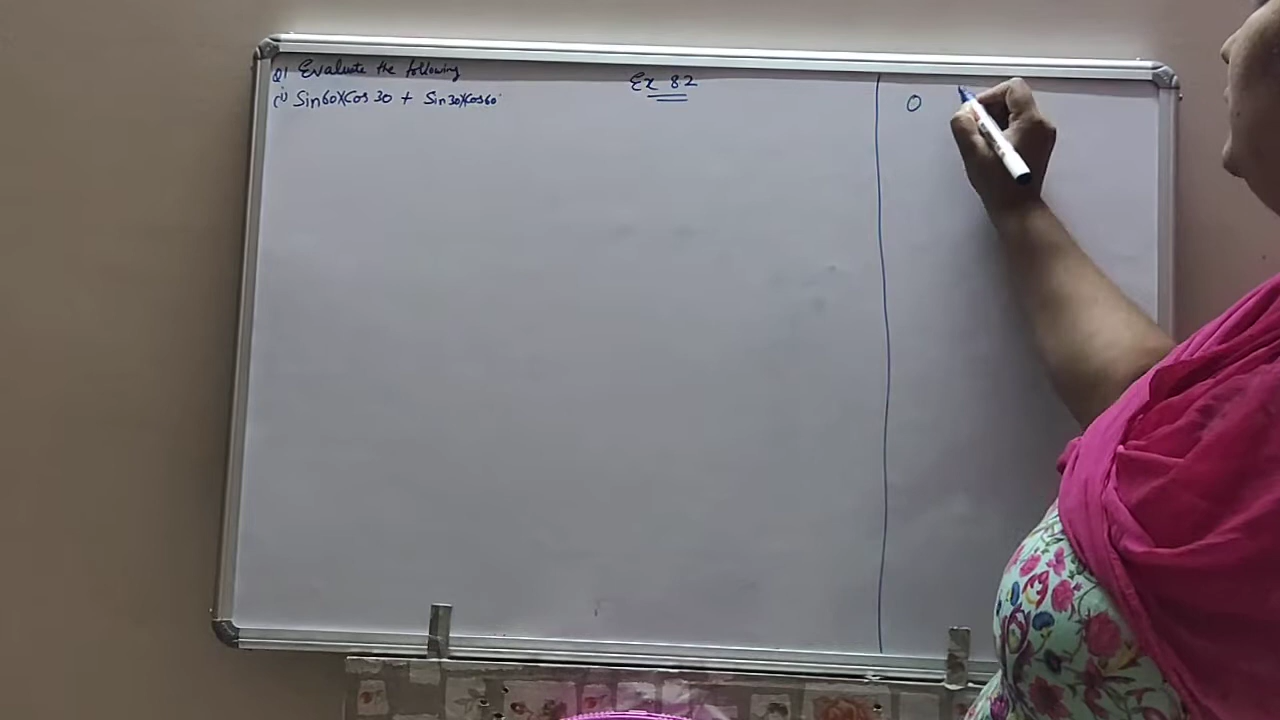 Q1 Evaluate the following
Ex 8.2
(i) Sin60 x Cos 30 + Sin30 x Cos60
0